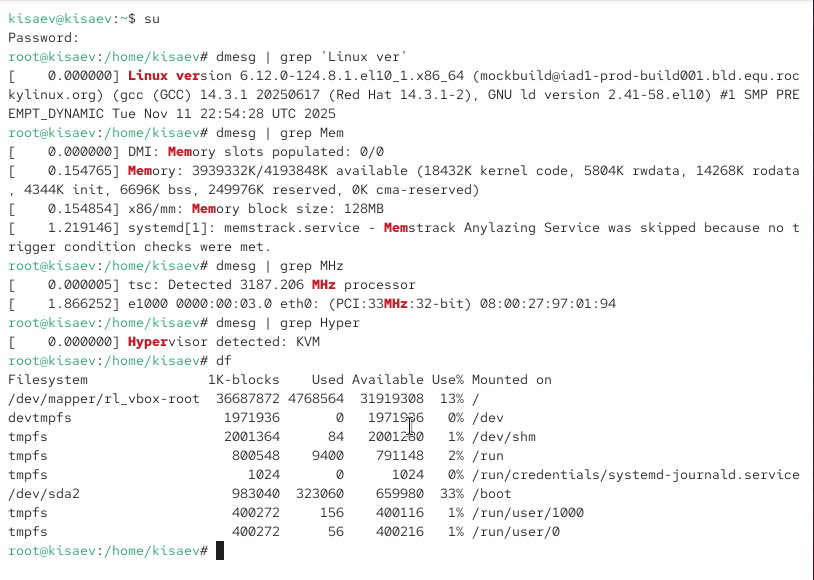 kisaev@kisaev:~$ su
Password:
root@kisaev:/home/kisaev# dmesg | grep 'Linux ver'
[    0.000000] Linux version 6.12.0-124.8.1.el10_1.x86_64 (mockbuild@iad1-prod-build001.bld.equ.roc
kylinux.org) (gcc (GCC) 14.3.1 20250617 (Red Hat 14.3.1-2), GNU ld version 2.41-58.el10) #1 SMP PRE
EMPT_DYNAMIC Tue Nov 11 22:54:28 UTC 2025
root@kisaev:/home/kisaev# dmesg | grep Mem
[    0.000000] DMI: Memory slots populated: 0/0
[    0.154765] Memory: 3939332K/4193848K available (18432K kernel code, 5804K rwdata, 14268K rodata
, 4344K init, 6696K bss, 249976K reserved, 0K cma-reserved)
[    0.154854] x86/mm: Memory block size: 128MB
[    1.219146] systemd[1]: memstrack.service - Memstrack Anylazing Service was skipped because no t
rigger condition checks were met.
root@kisaev:/home/kisaev# dmesg | grep MHz
[    0.000005] tsc: Detected 3187.206 MHz processor
[    1.866252] e1000 0000:00:03.0 eth0: (PCI:33MHz:32-bit) 08:00:27:97:01:94
root@kisaev:/home/kisaev# dmesg | grep Hyper
[    0.000000] Hypervisor detected: KVM
root@kisaev:/home/kisaev# df
Filesystem               1K-blocks    Used Available Use% Mounted on
/dev/mapper/rl_vbox-root  36687872 4768564  31919308  13% /
devtmpfs                   1971936       0   1971936   0% /dev
tmpfs                      2001364      84   2001280   1% /dev/shm
tmpfs                       800548    9400    791148   2% /run
tmpfs                         1024       0      1024   0% /run/credentials/systemd-journald.service
/dev/sda2                   983040  323060    659980  33% /boot
tmpfs                       400272     156    400116   1% /run/user/1000
tmpfs                       400272      56    400216   1% /run/user/0
root@kisaev:/home/kisaev#